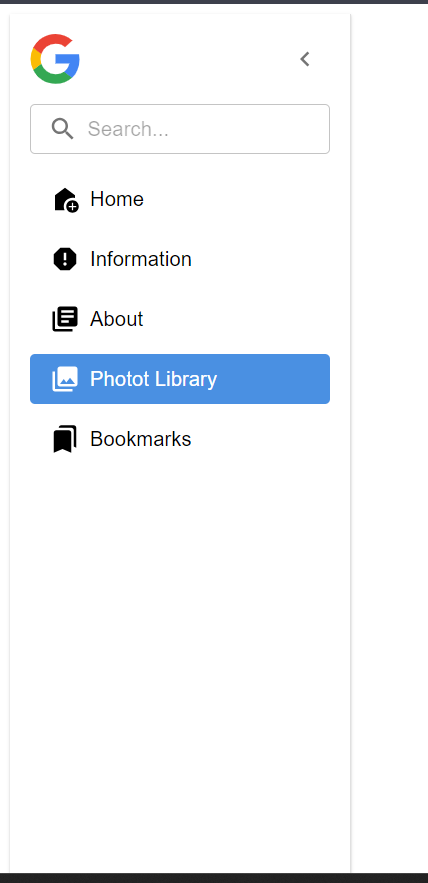 Search...
Home
Information
About
Photot Library
Bookmarks